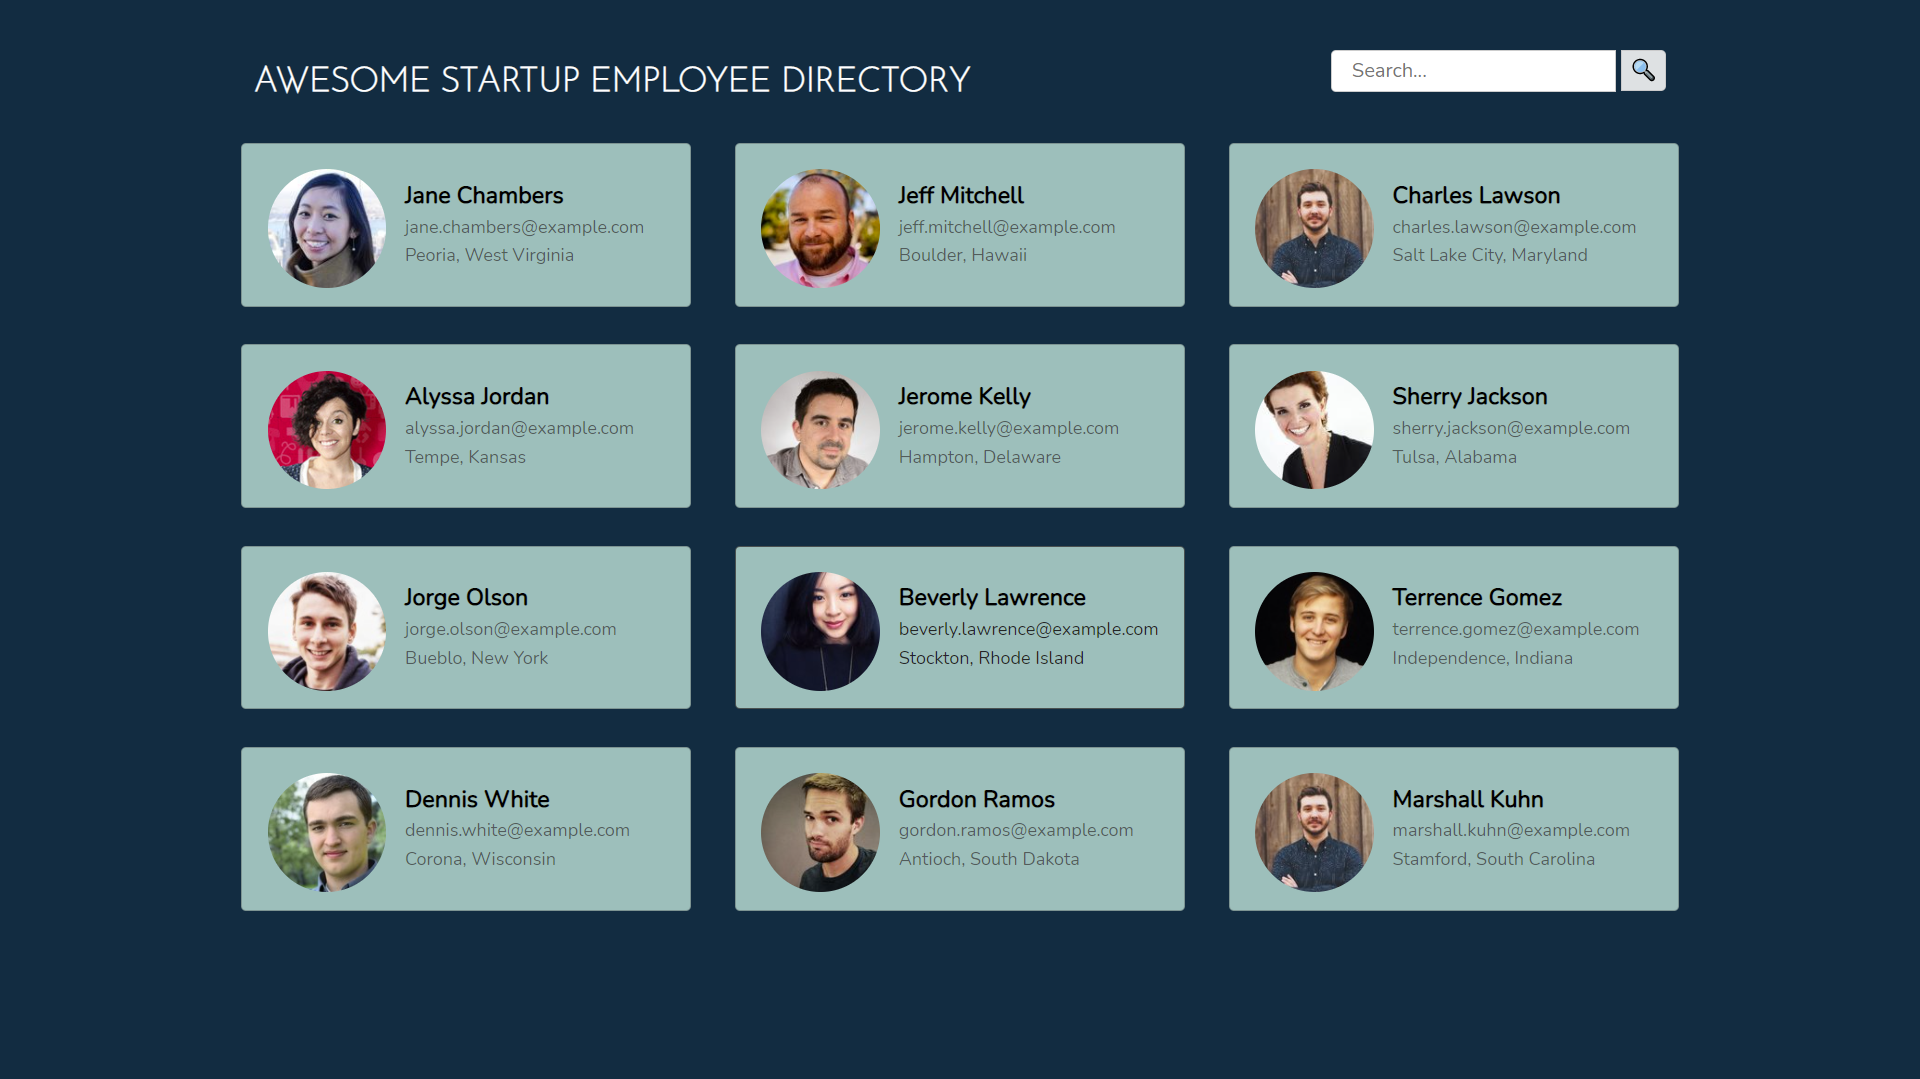 AWESOME STARTUP EMPLOYEE DIRECTORY
Search...
Jane Chambers
jane.chambers@example.com
Peoria, West Virginia
Jeff Mitchell
jeff.mitchell@example.com
Boulder, Hawaii
Charles Lawson
charles.lawson@example.com
Salt Lake City, Maryland
Alyssa Jordan
alyssa.jordan@example.com
Tempe, Kansas
Jerome Kelly
jerome.kelly@example.com
Hampton, Delaware
Sherry Jackson
sherry.jackson@example.com
Tulsa, Alabama
Jorge Olson
jorge.olson@example.com
Bueblo, New York
Beverly Lawrence
beverly.lawrence@example.com
Stockton, Rhode Island
Terrence Gomez
terrence.gomez@example.com
Independence, Indiana
Dennis White
dennis.white@example.com
Corona, Wisconsin
Gordon Ramos
gordon.ramos@example.com
Antioch, South Dakota
Marshall Kuhn
marshall.kuhn@example.com
Stamford, South Carolina